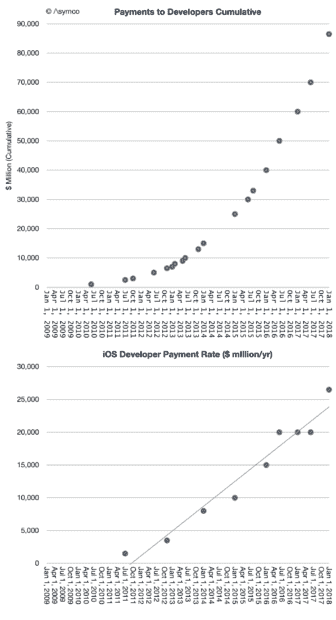 © Asymco
Payments to Developers Cumulative
$ Million (Cumulative)
90,000
80,000
70,000
60,000
50,000
40,000
30,000
20,000
10,000
0
Jan 1, 2009
Apr 1, 2009
Jul 1, 2009
Oct 1, 2009
Jan 1, 2010
Apr 1, 2010
Jul 1, 2010
Oct 1, 2010
Jan 1, 2011
Apr 1, 2011
Jul 1, 2011
Oct 1, 2011
Jan 1, 2012
Apr 1, 2012
Jul 1, 2012
Oct 1, 2012
Jan 1, 2013
Apr 1, 2013
Jul 1, 2013
Oct 1, 2013
Jan 1, 2014
Apr 1, 2014
Jul 1, 2014
Oct 1, 2014
Jan 1, 2015
Apr 1, 2015
Jul 1, 2015
Oct 1, 2015
Jan 1, 2016
Apr 1, 2016
Jul 1, 2016
Oct 1, 2016
Jan 1, 2017
Apr 1, 2017
Jul 1, 2017
Oct 1, 2017
Jan 1, 2018
iOS Developer Payment Rate ($ million/yr)
30,000
25,000
20,000
15,000
10,000
5,000
0
Jan 1, 2009
Apr 1, 2009
Jul 1, 2009
Oct 1, 2009
Jan 1, 2010
Apr 1, 2010
Jul 1, 2010
Oct 1, 2010
Jan 1, 2011
Apr 1, 2011
Jul 1, 2011
Oct 1, 2011
Jan 1, 2012
Apr 1, 2012
Jul 1, 2012
Oct 1, 2012
Jan 1, 2013
Apr 1, 2013
Jul 1, 2013
Oct 1, 2013
Jan 1, 2014
Apr 1, 2014
Jul 1, 2014
Oct 1, 2014
Jan 1, 2015
Apr 1, 2015
Jul 1, 2015
Oct 1, 2015
Jan 1, 2016
Apr 1, 2016
Jul 1, 2016
Oct 1, 2016
Jan 1, 2017
Apr 1, 2017
Jul 1, 2017
Oct 1, 2017
Jan 1, 2018